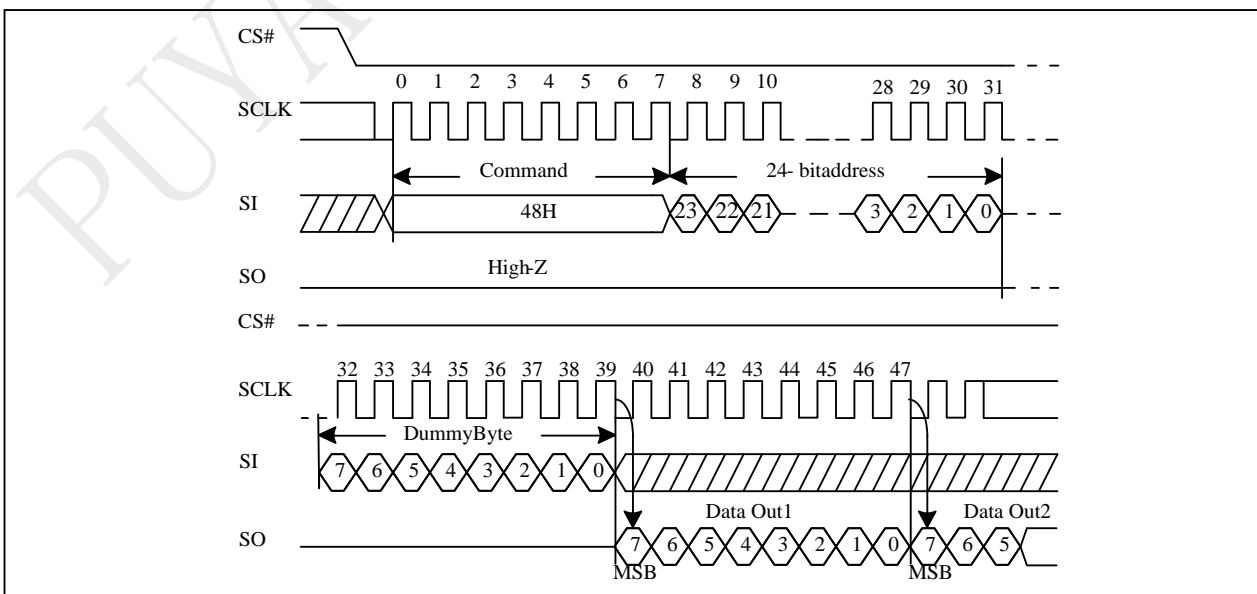 PUYA
CS#
0 1 2 3 4 5 6 7 8 9 10 28 29 30 31
SCLK
Command 24- bitaddress
SI 48H 23 22 21 3 2 1 0
High-Z
SO
CS#
32 33 34 35 36 37 38 39 40 41 42 43 44 45 46 47
SCLK
DummyByte
SI 7 6 5 4 3 2 1 0
Data Out1 Data Out2
SO 7 6 5 4 3 2 1 0 7 6 5
MSB MSB